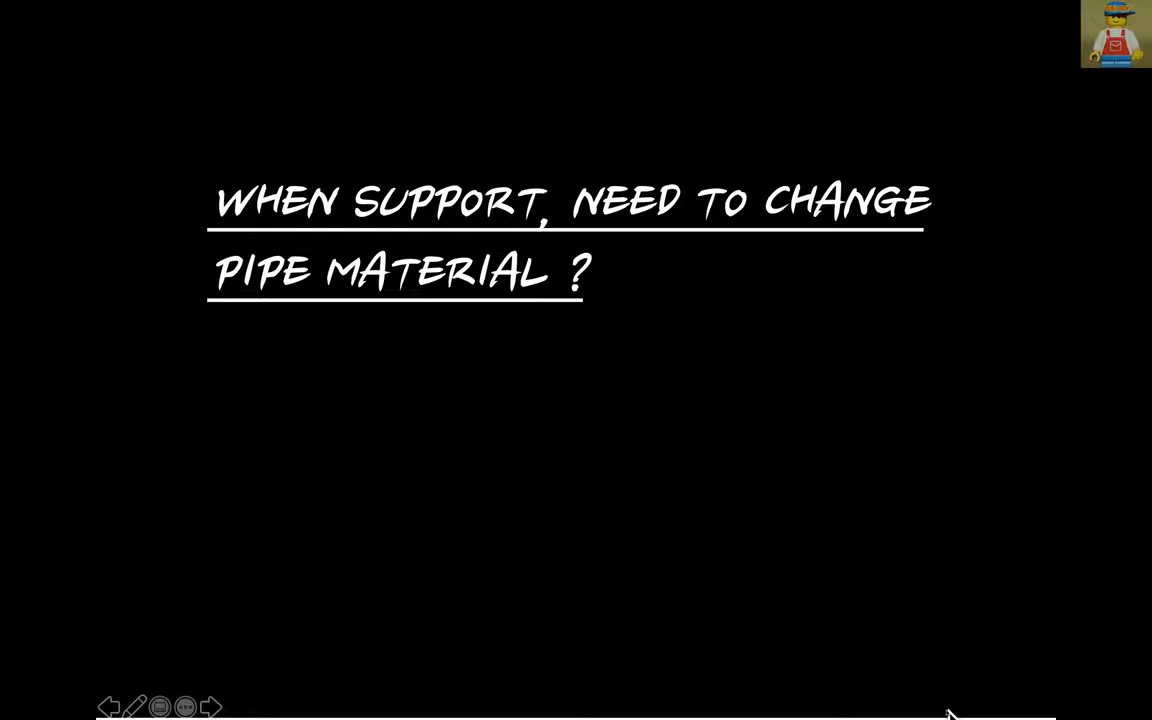 WHEN SUPPORT, NEED TO CHANGE
PIPE MATERIAL ?